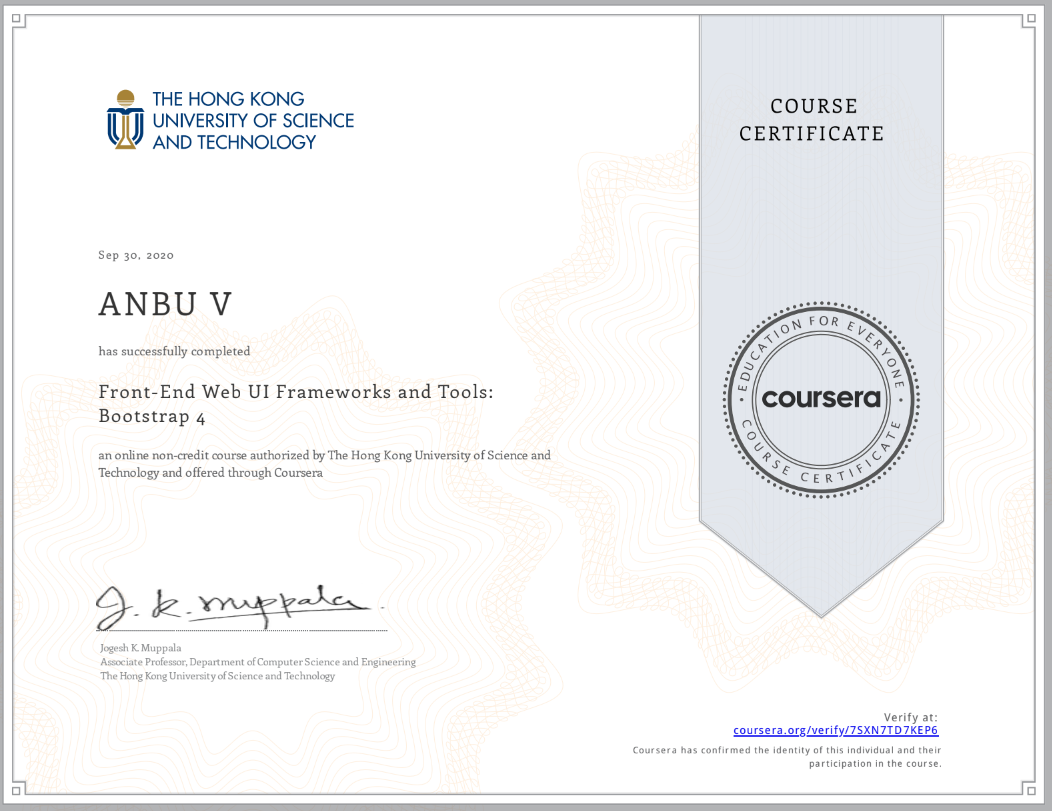 THE HONG KONG
UNIVERSITY OF SCIENCE
AND TECHNOLOGY
COURSE
CERTIFICATE
Sep 30, 2020
ANBU V
has successfully completed
Front-End Web UI Frameworks and Tools:
Bootstrap 4
an online non-credit course authorized by The Hong Kong University of Science and
Technology and offered through Coursera
EDUCATION FOR EVERYONE
coursera
COURSE CERTIFICATE
J. K. Muppala
Jogesh K. Muppala
Associate Professor, Department of Computer Science and Engineering
The Hong Kong University of Science and Technology
Verify at:
coursera.org/verify/7SXN7TD7KEP6
Coursera has confirmed the identity of this individual and their
participation in the course.